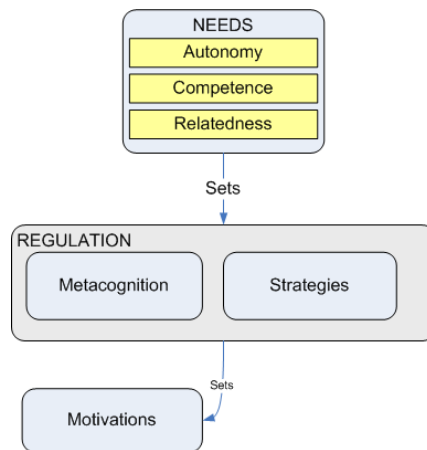 NEEDS
Autonomy
Competence
Relatedness
Sets
REGULATION
Metacognition
Strategies
Sets
Motivations